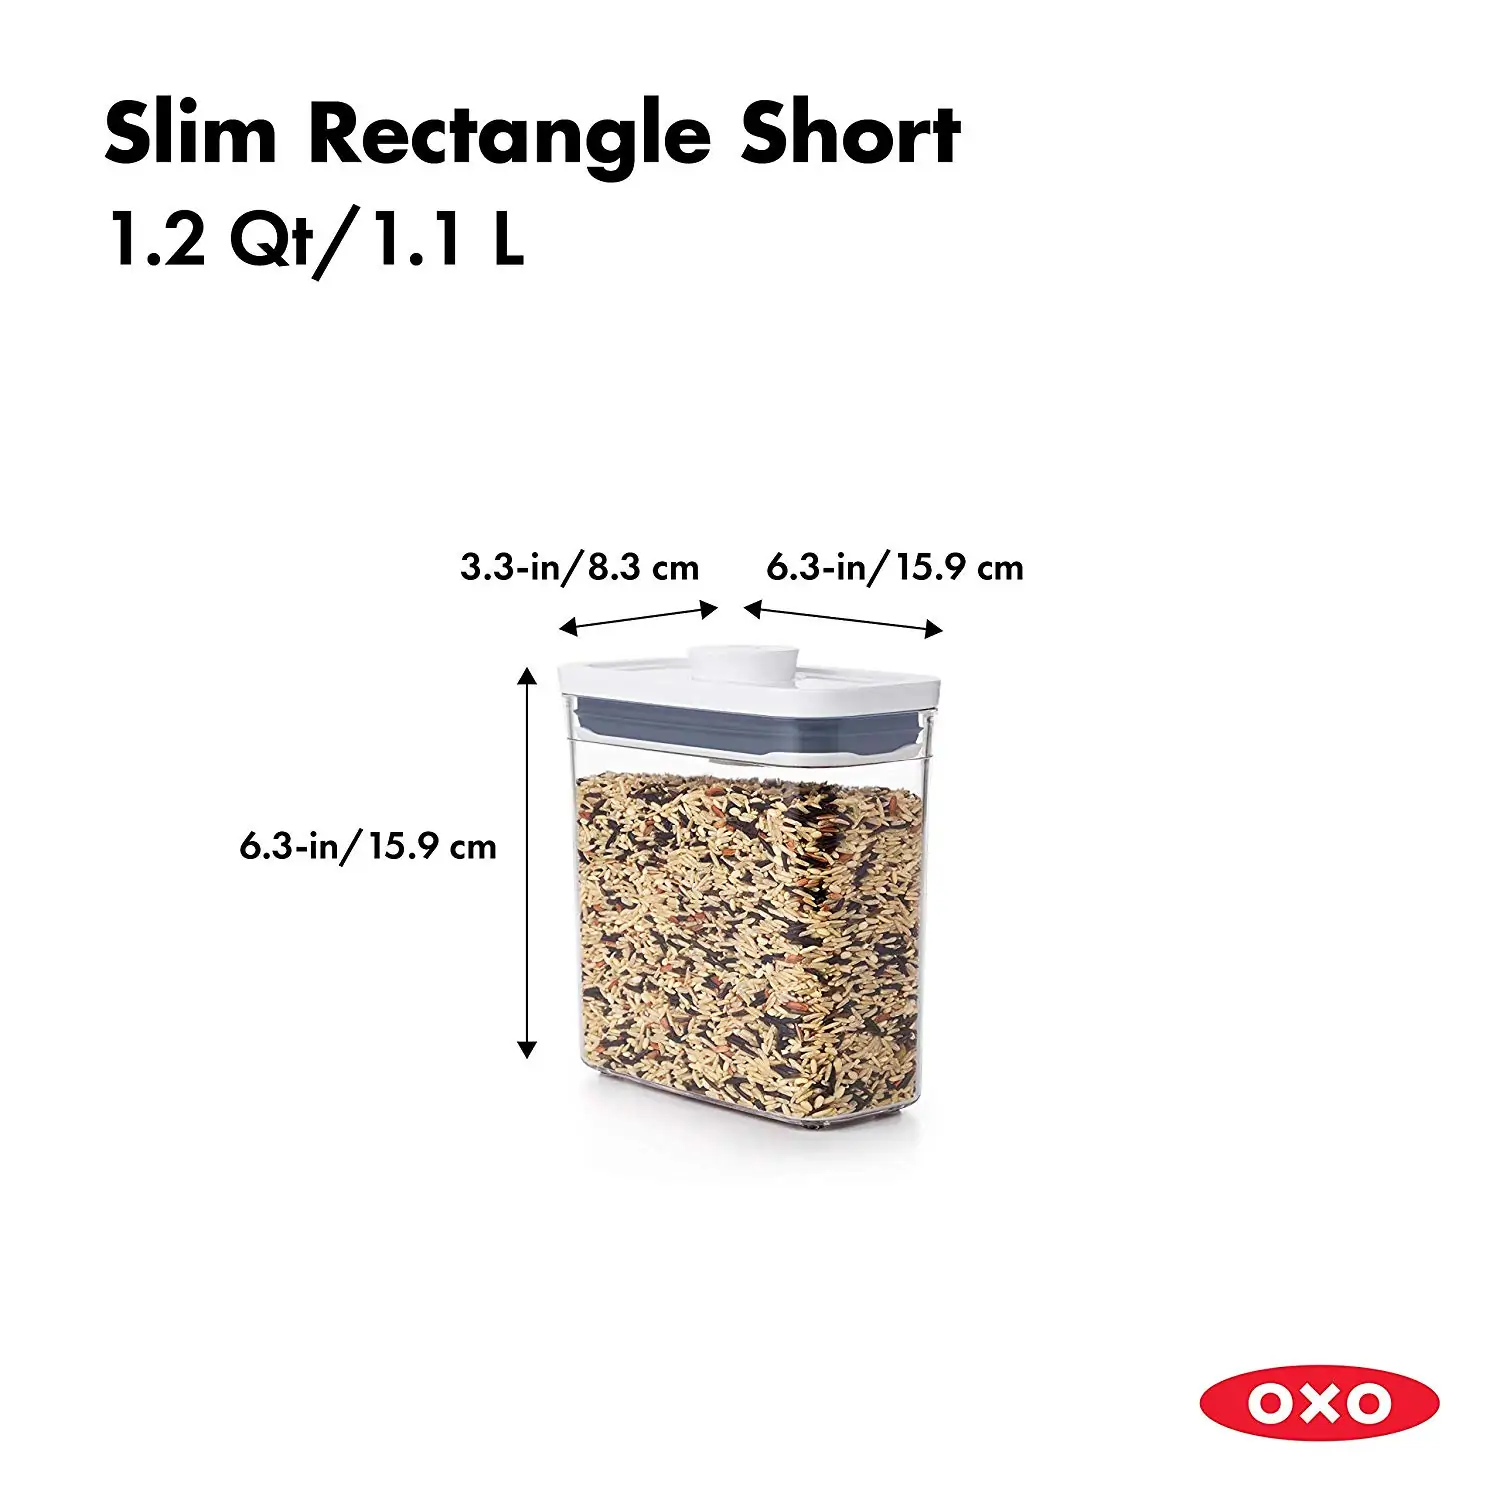 Slim Rectangle Short
1.2 Qt/1.1 L
3.3-in/8.3 cm
6.3-in/15.9 cm
6.3-in/15.9 cm
OXO